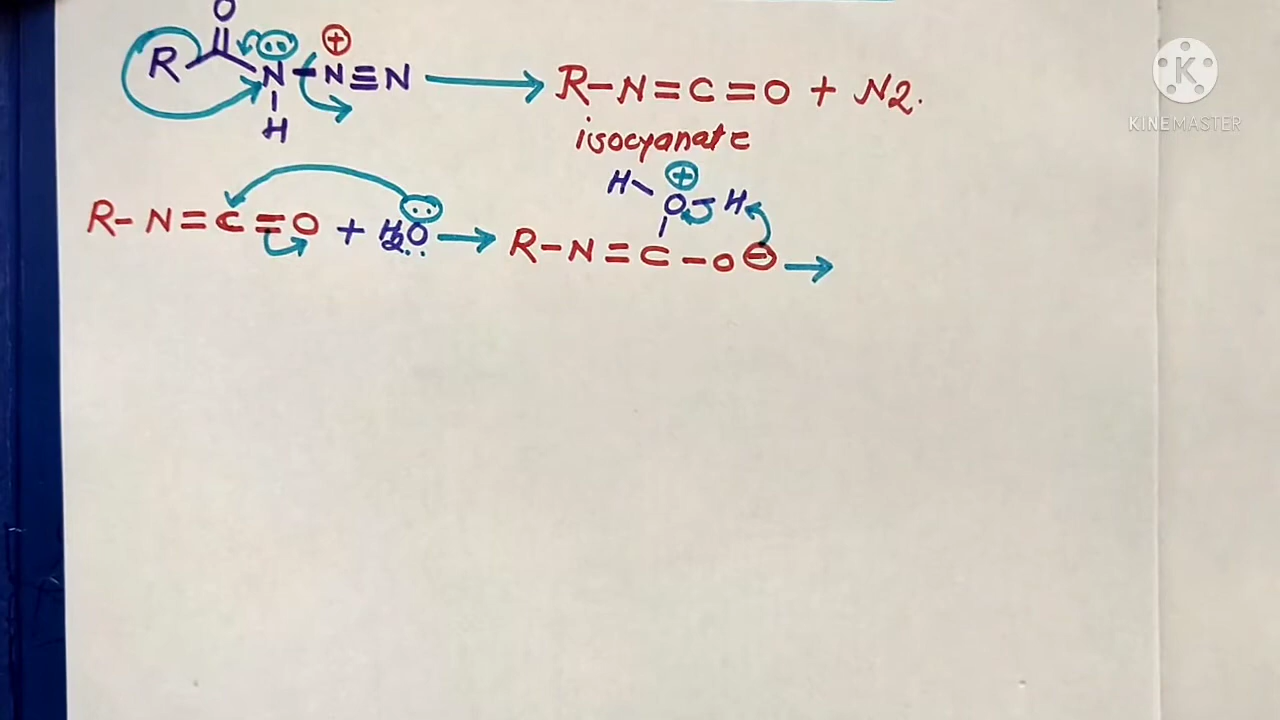 O
R N ⊕ N≡N → R-N=C=O + N2.
H
isocyanate
R-N=C=O + H2O → R-N=C-O⊖ →
H O⊕ - H
K
KINEMASTER